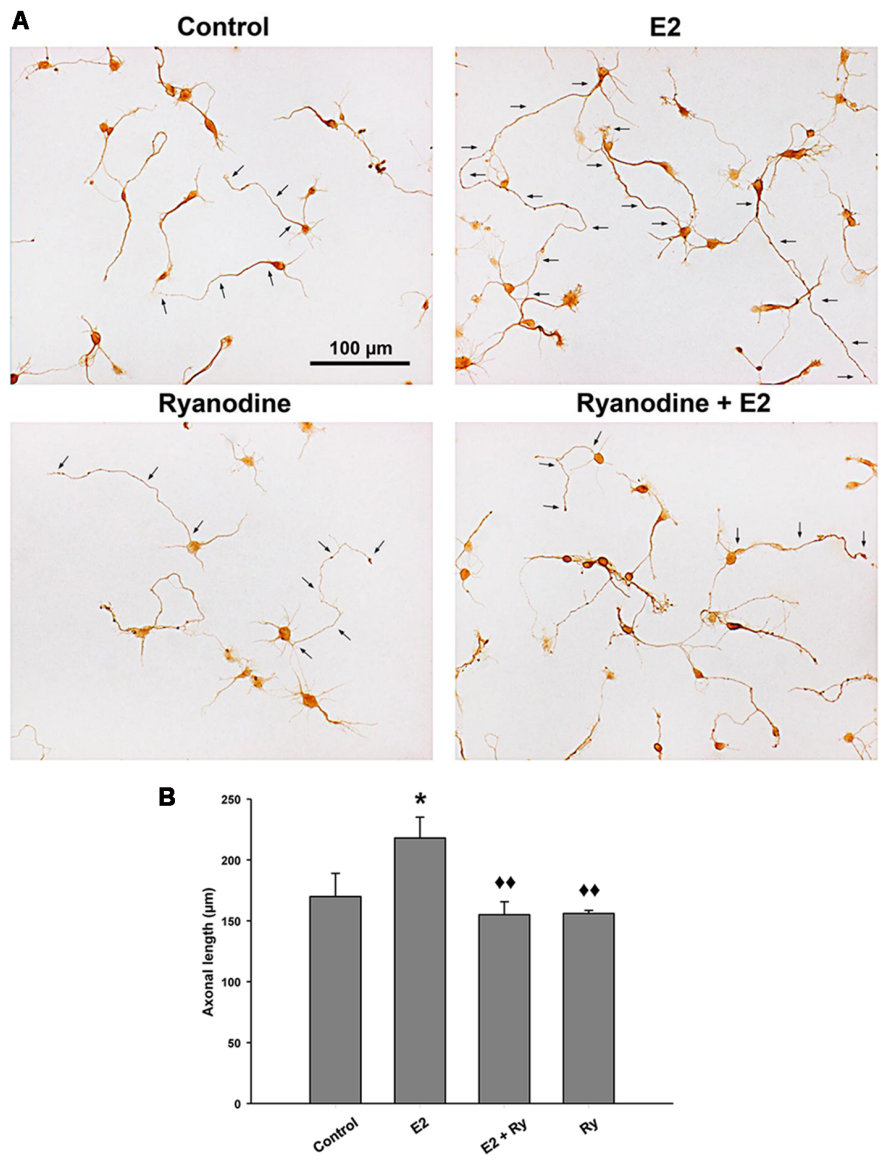 A
Control
E2
100 µm
Ryanodine
Ryanodine + E2
B
250
200
150
100
50
0
Axonal length (µm)
*
♦♦
♦♦
Control
E2
E2 + Ry
Ry